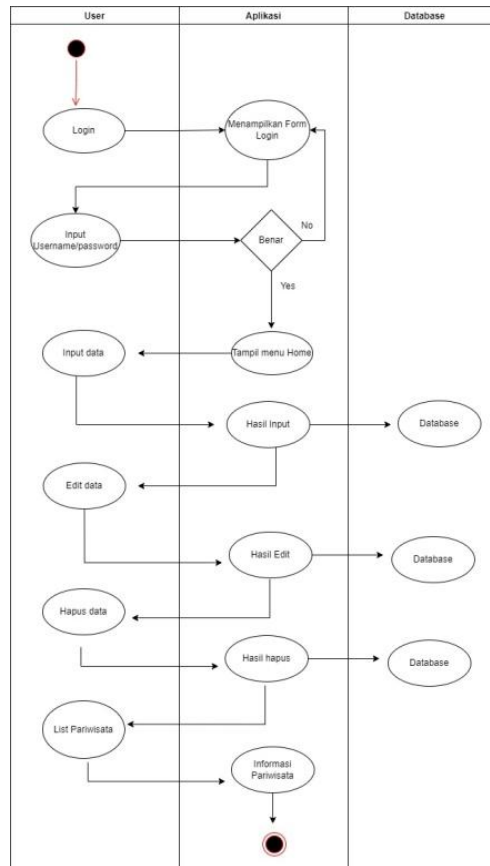 User
Aplikasi
Database
Login
Menampilkan Form
Login
Input
Username/password
Benar
No
Yes
Input data
Tampil menu Home
Hasil Input
Database
Edit data
Hasil Edit
Database
Hapus data
Hasil hapus
Database
List Pariwisata
Informasi
Pariwisata